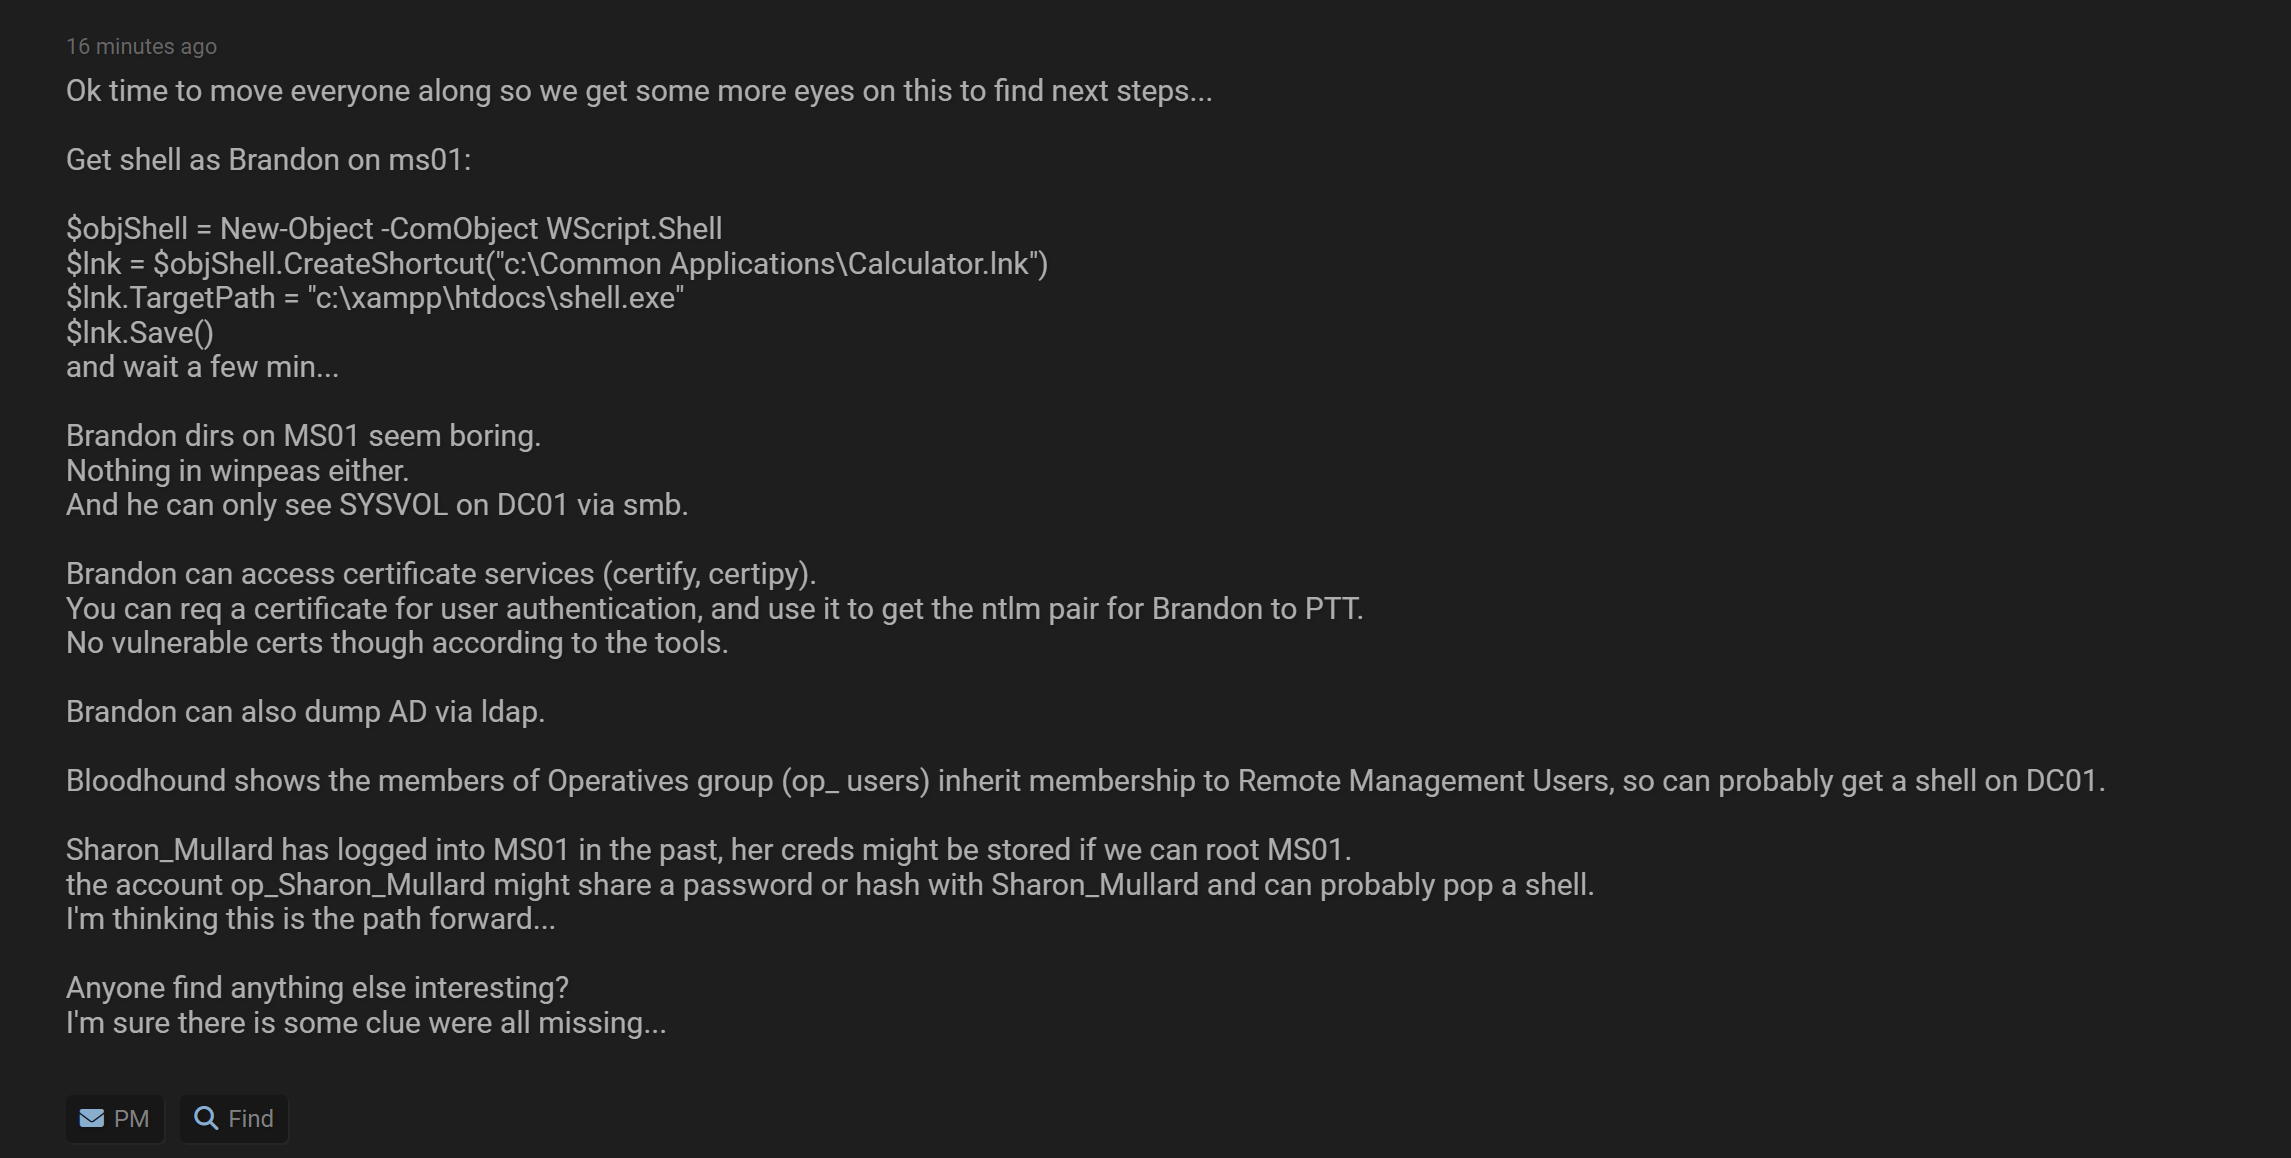 16 minutes ago
Ok time to move everyone along so we get some more eyes on this to find next steps...
Get shell as Brandon on ms01:
$objShell = New-Object -ComObject WScript.Shell
$lnk = $objShell.CreateShortcut("c:\Common Applications\Calculator.lnk")
$lnk.TargetPath = "c:\xampp\htdocs\shell.exe"
$lnk.Save()
and wait a few min...
Brandon dirs on MS01 seem boring.
Nothing in winpeas either.
And he can only see SYSVOL on DC01 via smb.
Brandon can access certificate services (certify, certipy).
You can req a certificate for user authentication, and use it to get the ntlm pair for Brandon to PTT.
No vulnerable certs though according to the tools.
Brandon can also dump AD via ldap.
Bloodhound shows the members of Operatives group (op_ users) inherit membership to Remote Management Users, so can probably get a shell on DC01.
Sharon_Mullard has logged into MS01 in the past, her creds might be stored if we can root MS01.
the account op_Sharon_Mullard might share a password or hash with Sharon_Mullard and can probably pop a shell.
I'm thinking this is the path forward...
Anyone find anything else interesting?
I'm sure there is some clue were all missing...
PM Find